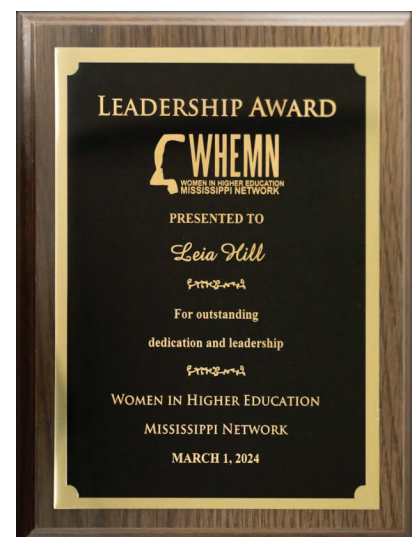 LEADERSHIP AWARD
WHEMN
WOMEN IN HIGHER EDUCATION
MISSISSIPPI NETWORK
PRESENTED TO
Leia Hill
For outstanding
dedication and leadership
WOMEN IN HIGHER EDUCATION
MISSISSIPPI NETWORK
MARCH 1, 2024